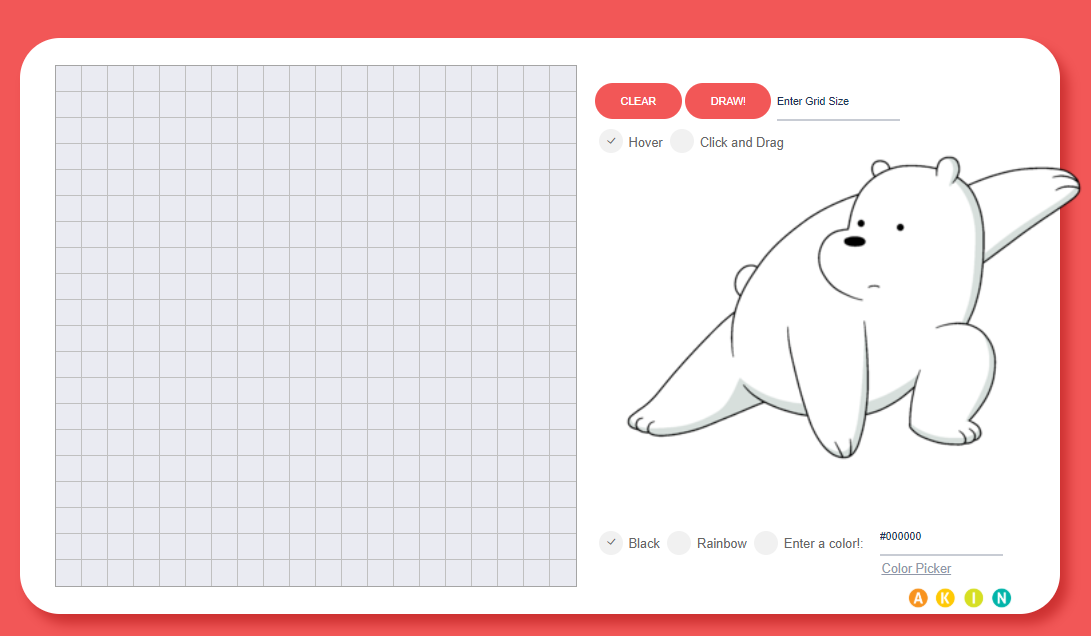 CLEAR DRAW! Enter Grid Size
Hover Click and Drag
Black Rainbow Enter a color!: #000000
Color Picker
A K I N